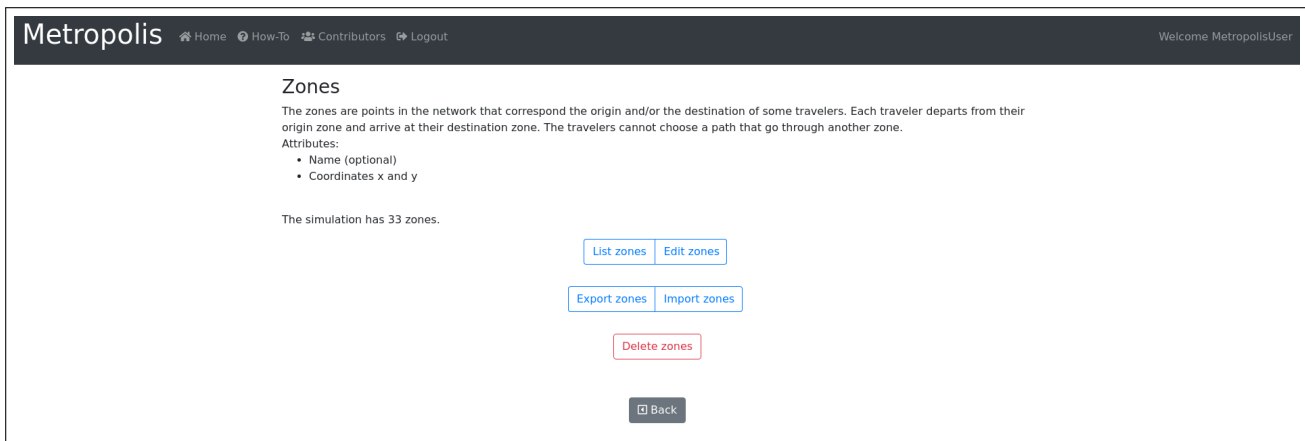 Metropolis Home How-To Contributors Logout Welcome MetropolisUser
Zones
The zones are points in the network that correspond the origin and/or the destination of some travelers. Each traveler departs from their
origin zone and arrive at their destination zone. The travelers cannot choose a path that go through another zone.
Attributes:
• Name (optional)
• Coordinates x and y
The simulation has 33 zones.
List zones Edit zones
Export zones Import zones
Delete zones
Back